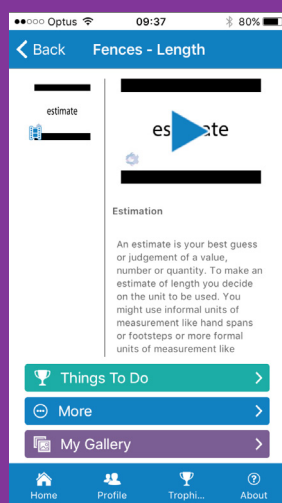 Optus 09:37 80%
Back Fences - Length
estimate
es ate
Estimation
An estimate is your best guess
or judgement of a value,
number or quantity. To make an
estimate of length you decide
on the unit to be used. You
might use informal units of
measurement like hand spans
or footsteps or more formal
units of measurement like
Things To Do
More
My Gallery
Home Profile Trophi... About